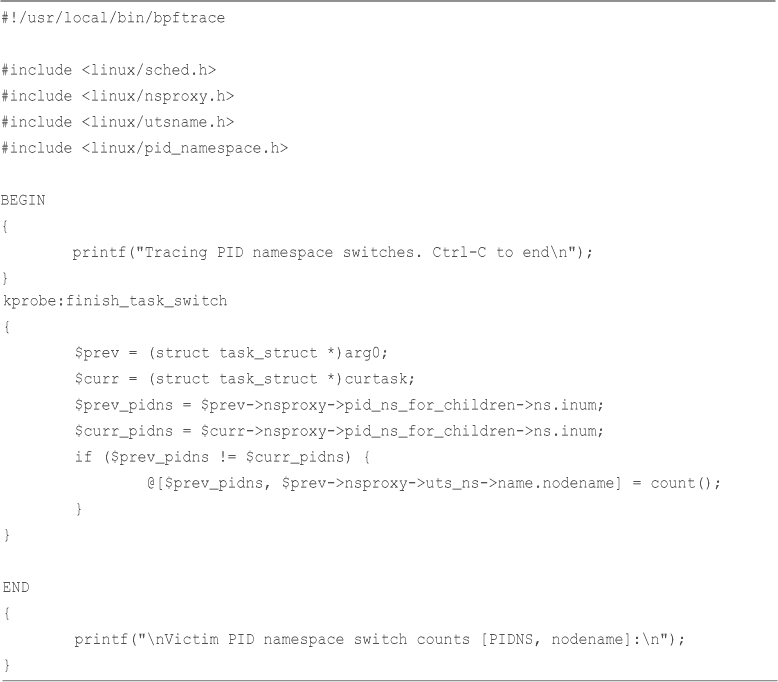 #!/usr/local/bin/bpftrace

#include <linux/sched.h>
#include <linux/nsproxy.h>
#include <linux/utsname.h>
#include <linux/pid_namespace.h>

BEGIN
{
        printf("Tracing PID namespace switches. Ctrl-C to end\n");
}
kprobe:finish_task_switch
{
        $prev = (struct task_struct *)arg0;
        $curr = (struct task_struct *)curtask;
        $prev_pidns = $prev->nsproxy->pid_ns_for_children->ns.inum;
        $curr_pidns = $curr->nsproxy->pid_ns_for_children->ns.inum;
        if ($prev_pidns != $curr_pidns) {
                @[$prev_pidns, $prev->nsproxy->uts_ns->name.nodename] = count();
        }
}

END
{
        printf("\nVictim PID namespace switch counts [PIDNS, nodename]:\n");
}